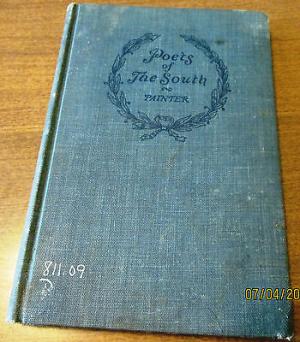 Poets
of
The South
PAINTER
811.09
P
07/04/20